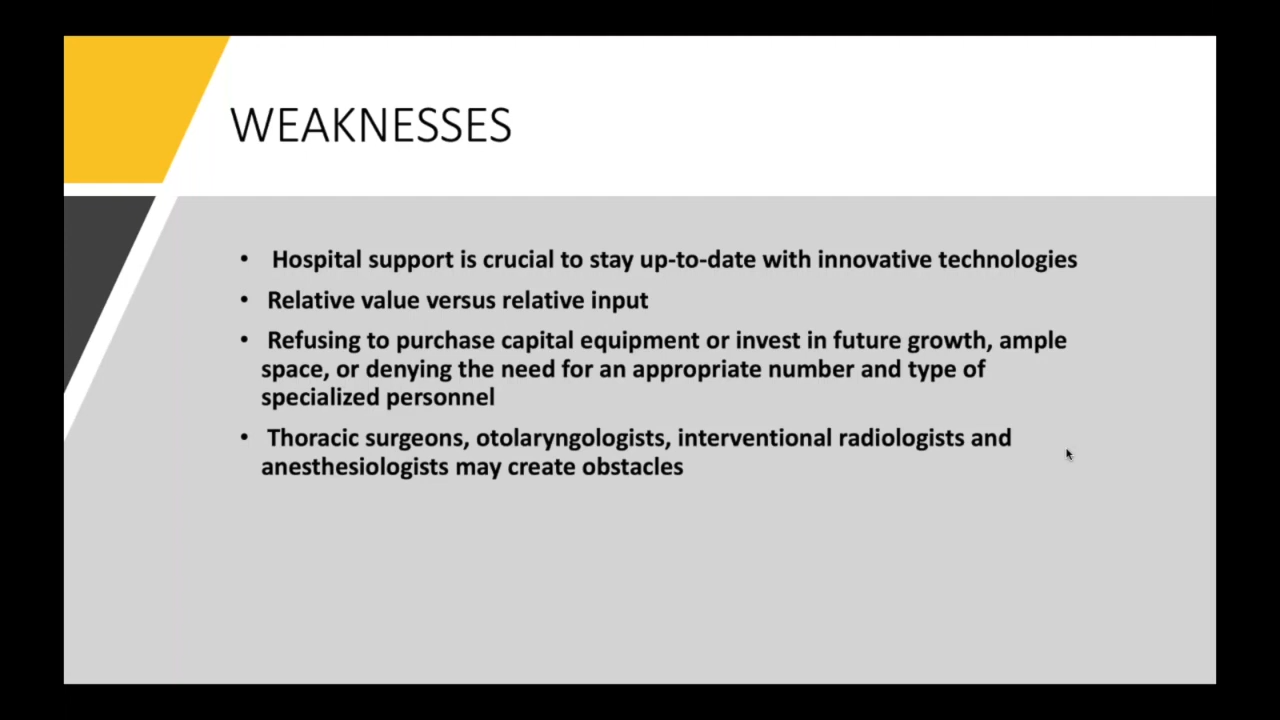 WEAKNESSES
• Hospital support is crucial to stay up-to-date with innovative technologies
• Relative value versus relative input
• Refusing to purchase capital equipment or invest in future growth, ample
space, or denying the need for an appropriate number and type of
specialized personnel
• Thoracic surgeons, otolaryngologists, interventional radiologists and
anesthesiologists may create obstacles